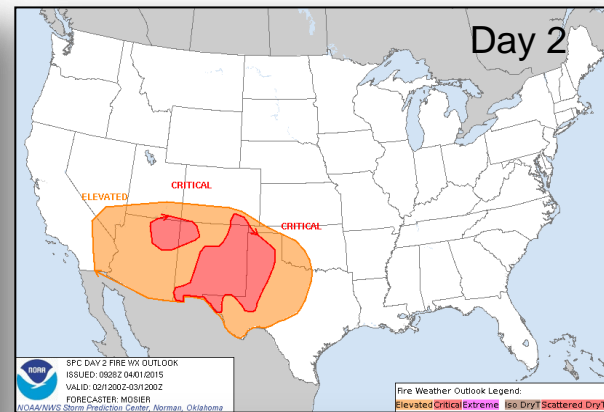 Day 2
CRITICAL
ELEVATED
CRITICAL
NOAA
SPC DAY 2 FIRE WX OUTLOOK
ISSUED: 0928Z 04/01/2015
VALID: 02/1200Z-03/1200Z
FORECASTER: MOSIER
NOAA/NWS Storm Prediction Center, Norman, Oklahoma
Fire Weather Outlook Legend:
Elevated Critical Extreme Iso DryT Scattered DryT